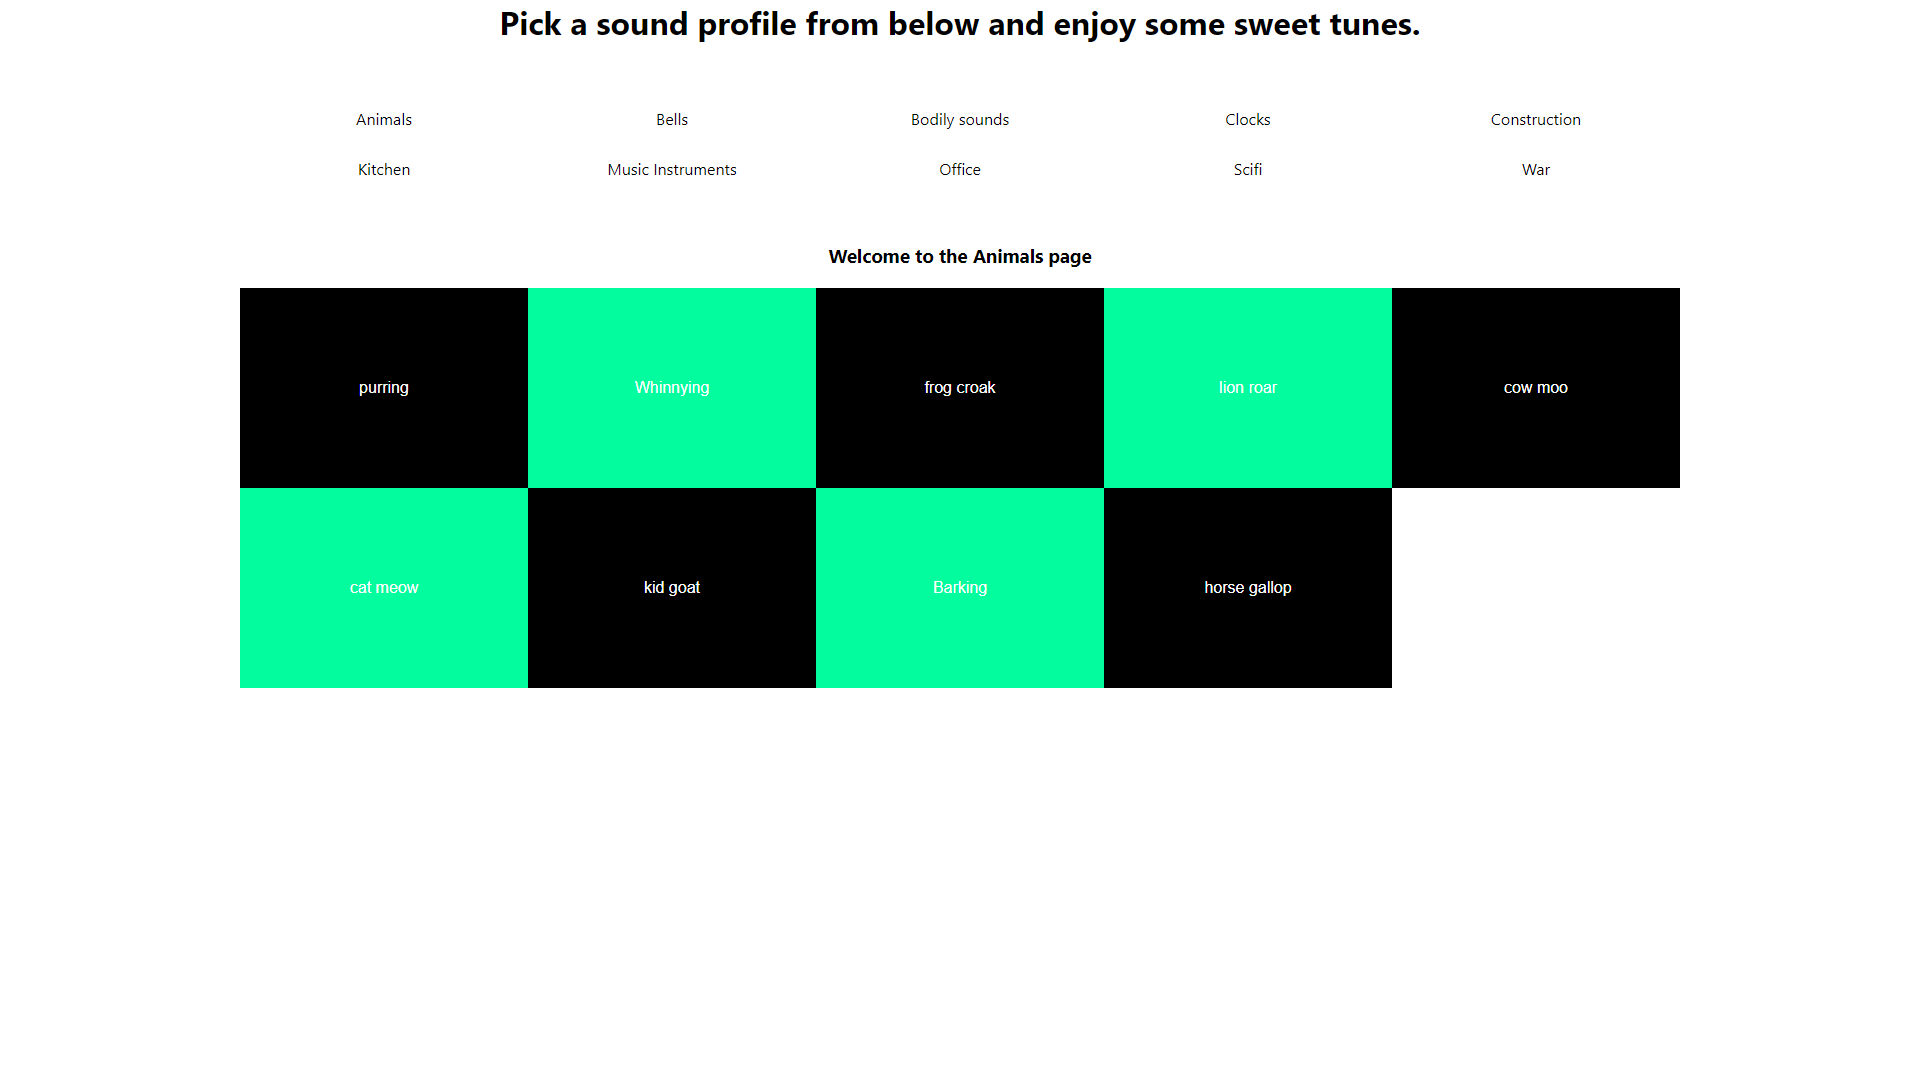 Pick a sound profile from below and enjoy some sweet tunes.
Animals Bells Bodily sounds Clocks Construction
Kitchen Music Instruments Office Scifi War
Welcome to the Animals page
purring Whinnying frog croak lion roar cow moo
cat meow kid goat Barking horse gallop